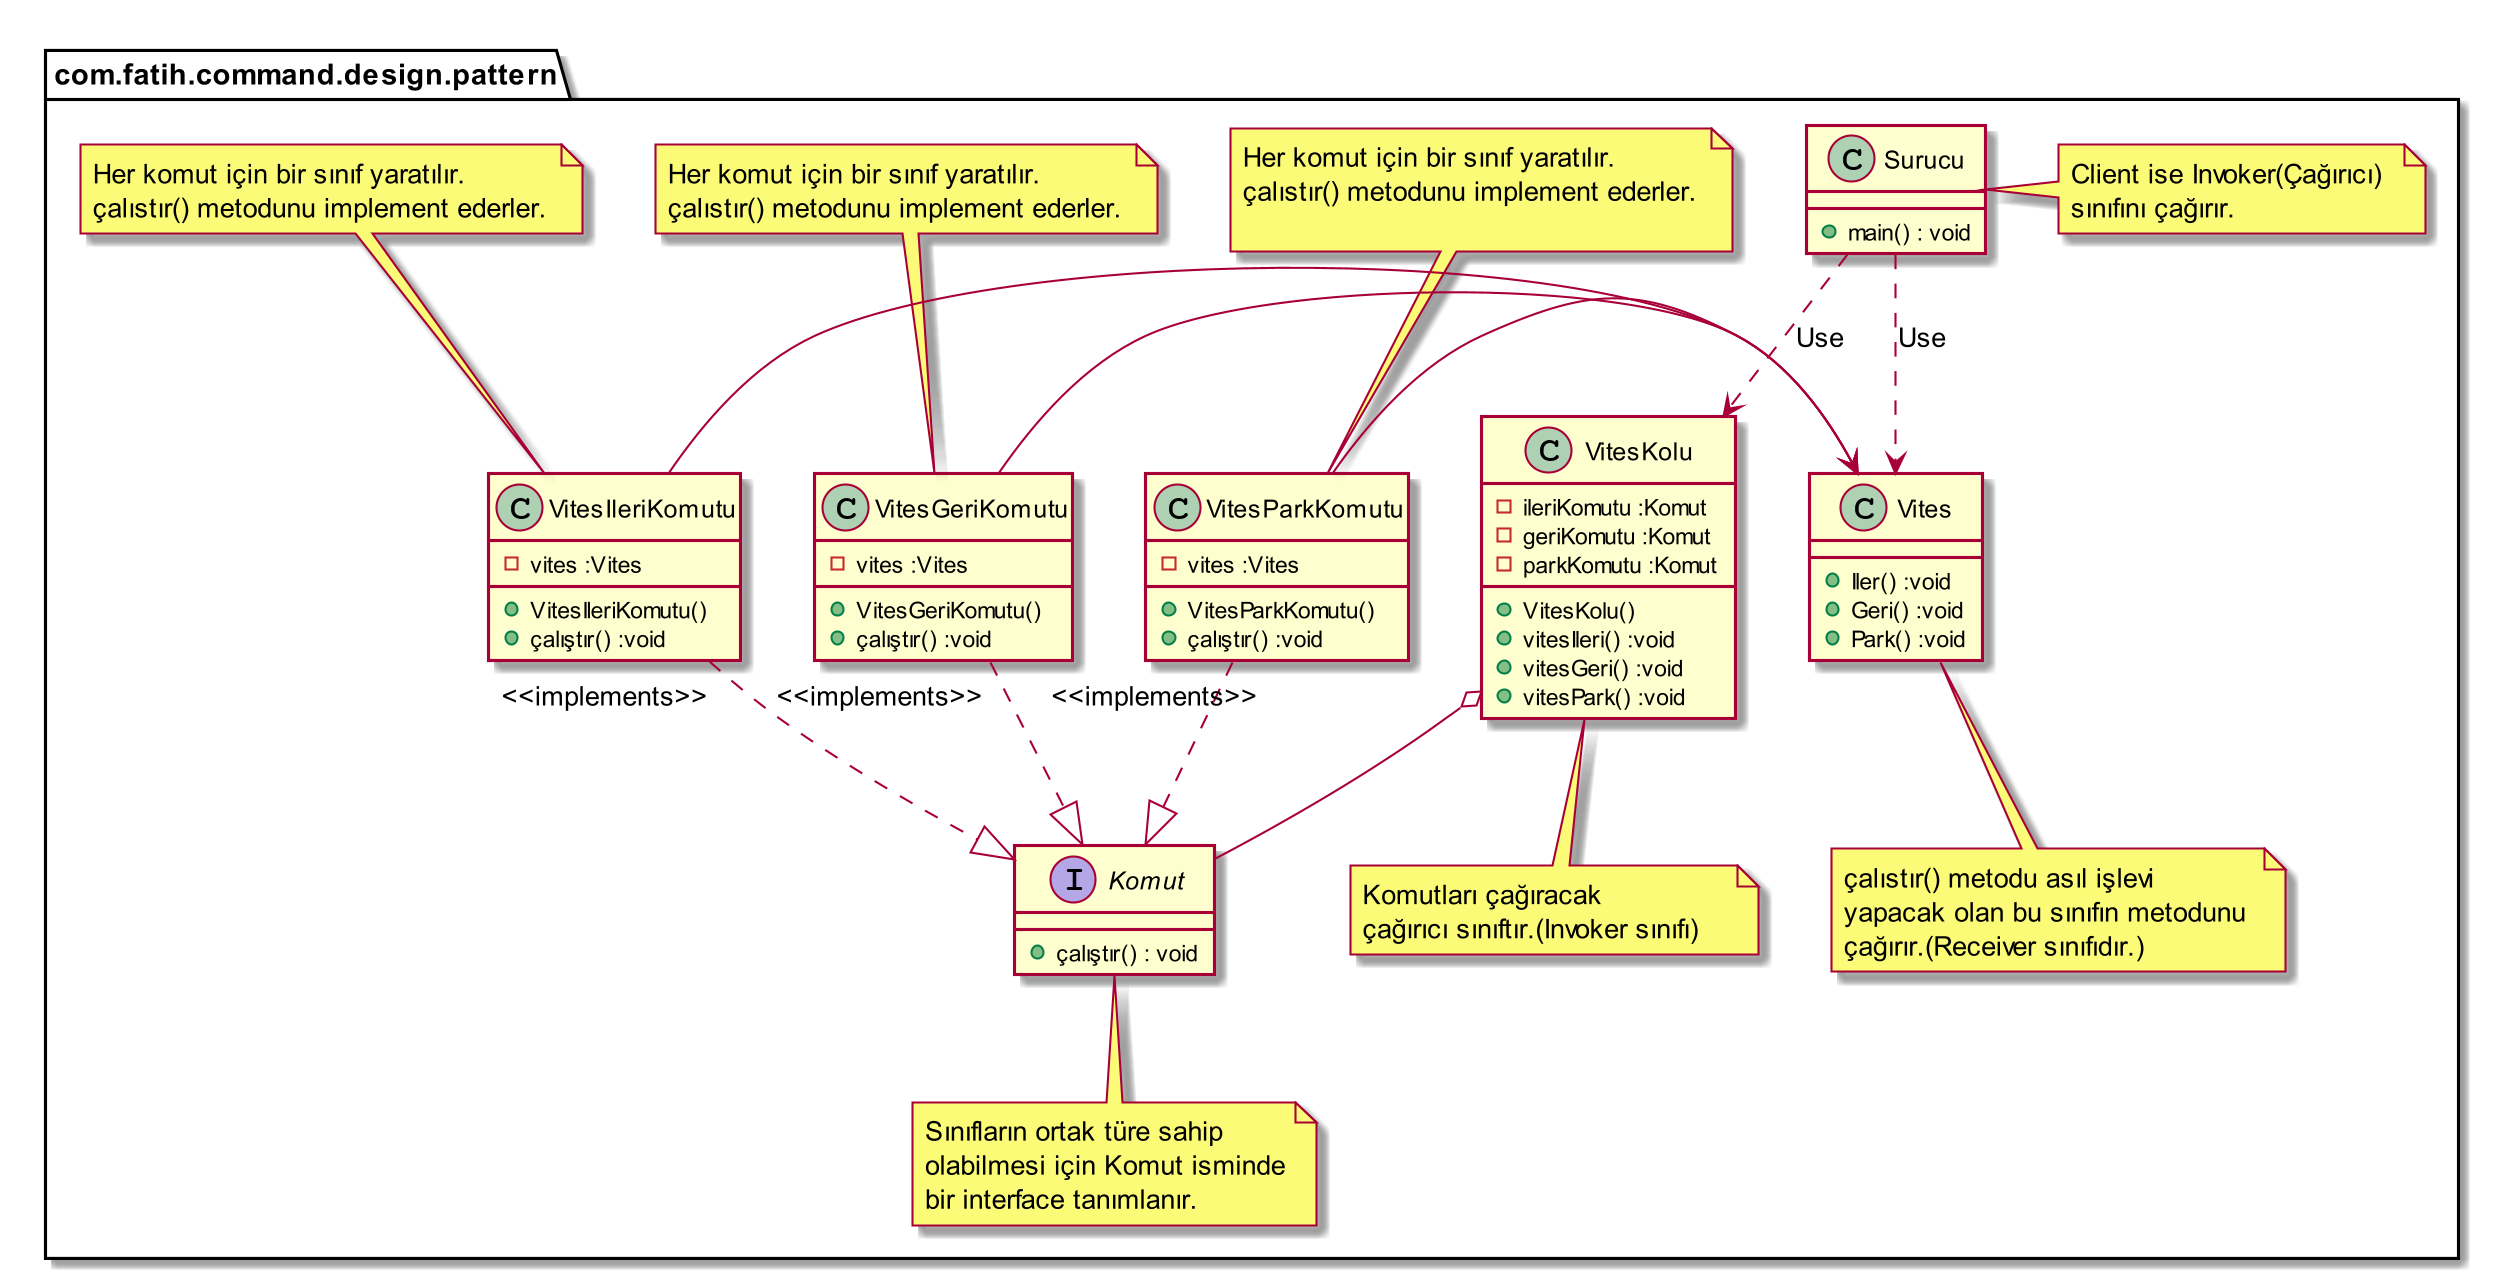 com.fatih.command.design.pattern
Her komut için bir sınıf yaratılır.
çalıstır() metodunu implement ederler.
Her komut için bir sınıf yaratılır.
çalıstır() metodunu implement ederler.
Her komut için bir sınıf yaratılır.
çalıstır() metodunu implement ederler.
C Surucu
main() : void
Client ise Invoker(Çağırıcı)
sınıfını çağırır.
Use
Use
C VitesIleriKomutu
vites :Vites
VitesIleriKomutu()
çalıştır() :void
C VitesGeriKomutu
vites :Vites
VitesGeriKomutu()
çalıştır() :void
C VitesParkKomutu
vites :Vites
VitesParkKomutu()
çalıştır() :void
C VitesKolu
ileriKomutu :Komut
geriKomutu :Komut
parkKomutu :Komut
VitesKolu()
vitesIleri() :void
vitesGeri() :void
vitesPark() :void
C Vites
Iler() :void
Geri() :void
Park() :void
<<implements>>
<<implements>>
<<implements>>
I Komut
çalıştır() : void
Komutları çağıracak
çağırıcı sınıftır.(Invoker sınıfı)
çalıstır() metodu asıl işlevi
yapacak olan bu sınıfın metodunu
çağırır.(Receiver sınıfıdır.)
Sınıfların ortak türe sahip
olabilmesi için Komut isminde
bir interface tanımlanır.